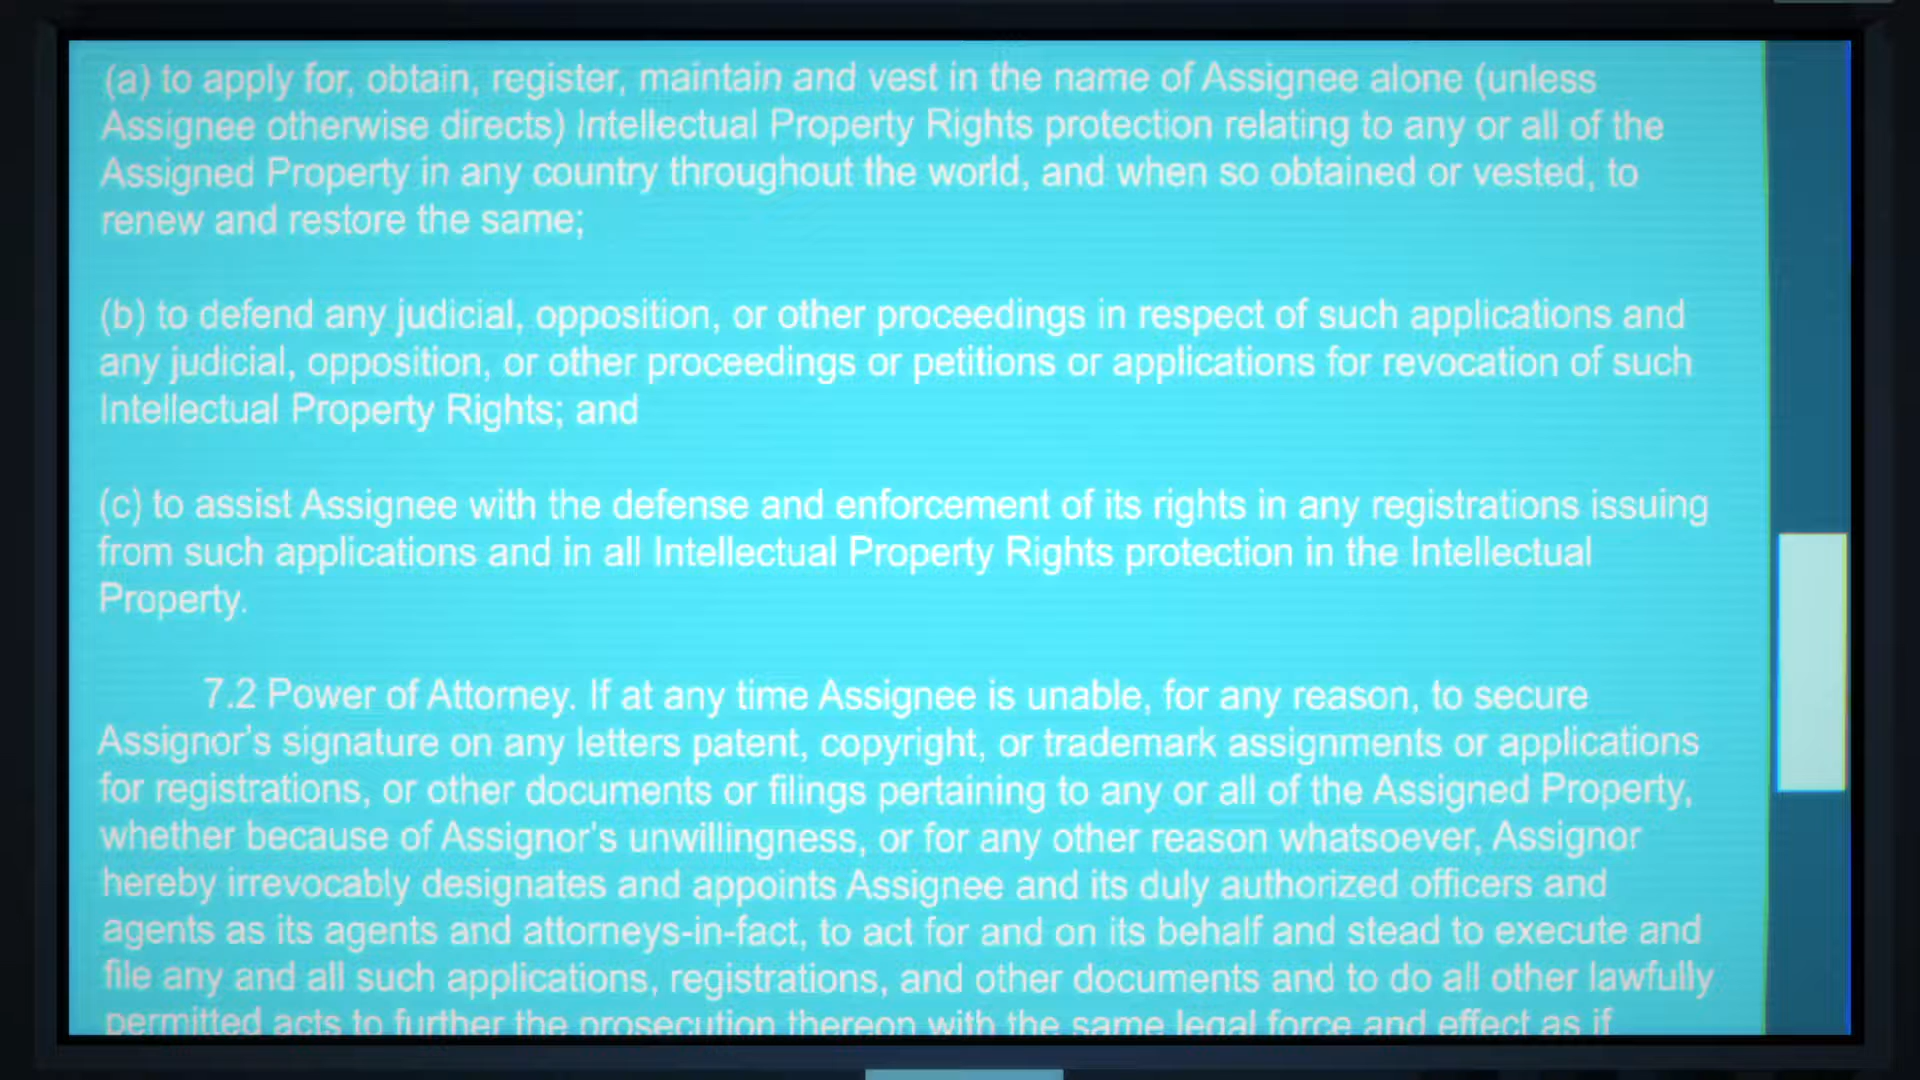 (a) to apply for, obtain, register, maintain and vest in the name of Assignee alone (unless
Assignee otherwise directs) Intellectual Property Rights protection relating to any or all of the
Assigned Property in any country throughout the world, and when so obtained or vested, to
renew and restore the same;
(b) to defend any judicial, opposition, or other proceedings in respect of such applications and
any judicial, opposition, or other proceedings or petitions or applications for revocation of such
Intellectual Property Rights; and
(c) to assist Assignee with the defense and enforcement of its rights in any registrations issuing
from such applications and in all Intellectual Property Rights protection in the Intellectual
Property.
7.2 Power of Attorney. If at any time Assignee is unable, for any reason, to secure
Assignor's signature on any letters patent, copyright, or trademark assignments or applications
for registrations, or other documents or filings pertaining to any or all of the Assigned Property,
whether because of Assignor's unwillingness, or for any other reason whatsoever, Assignor
hereby irrevocably designates and appoints Assignee and its duly authorized officers and
agents as its agents and attorneys-in-fact, to act for and on its behalf and stead to execute and
file any and all such applications, registrations, and other documents and to do all other lawfully
permitted acts to further the prosecution thereon with the same legal force and effect as if